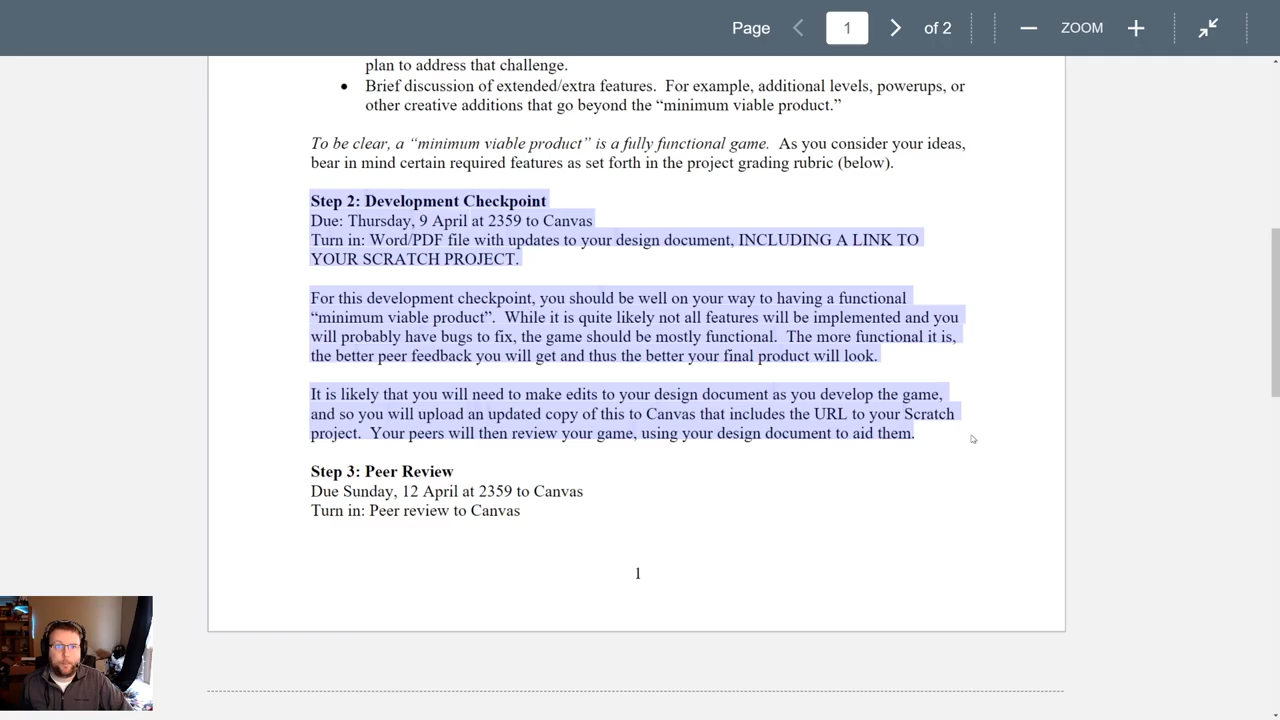 Page 1 of 2 ZOOM
plan to address that challenge.
• Brief discussion of extended/extra features.  For example, additional levels, powerups, or
other creative additions that go beyond the “minimum viable product.”
To be clear, a “minimum viable product” is a fully functional game.  As you consider your ideas,
bear in mind certain required features as set forth in the project grading rubric (below).
Step 2: Development Checkpoint
Due: Thursday, 9 April at 2359 to Canvas
Turn in: Word/PDF file with updates to your design document, INCLUDING A LINK TO
YOUR SCRATCH PROJECT.
For this development checkpoint, you should be well on your way to having a functional
“minimum viable product”.  While it is quite likely not all features will be implemented and you
will probably have bugs to fix, the game should be mostly functional.  The more functional it is,
the better peer feedback you will get and thus the better your final product will look.
It is likely that you will need to make edits to your design document as you develop the game,
and so you will upload an updated copy of this to Canvas that includes the URL to your Scratch
project.  Your peers will then review your game, using your design document to aid them.
Step 3: Peer Review
Due Sunday, 12 April at 2359 to Canvas
Turn in: Peer review to Canvas
1